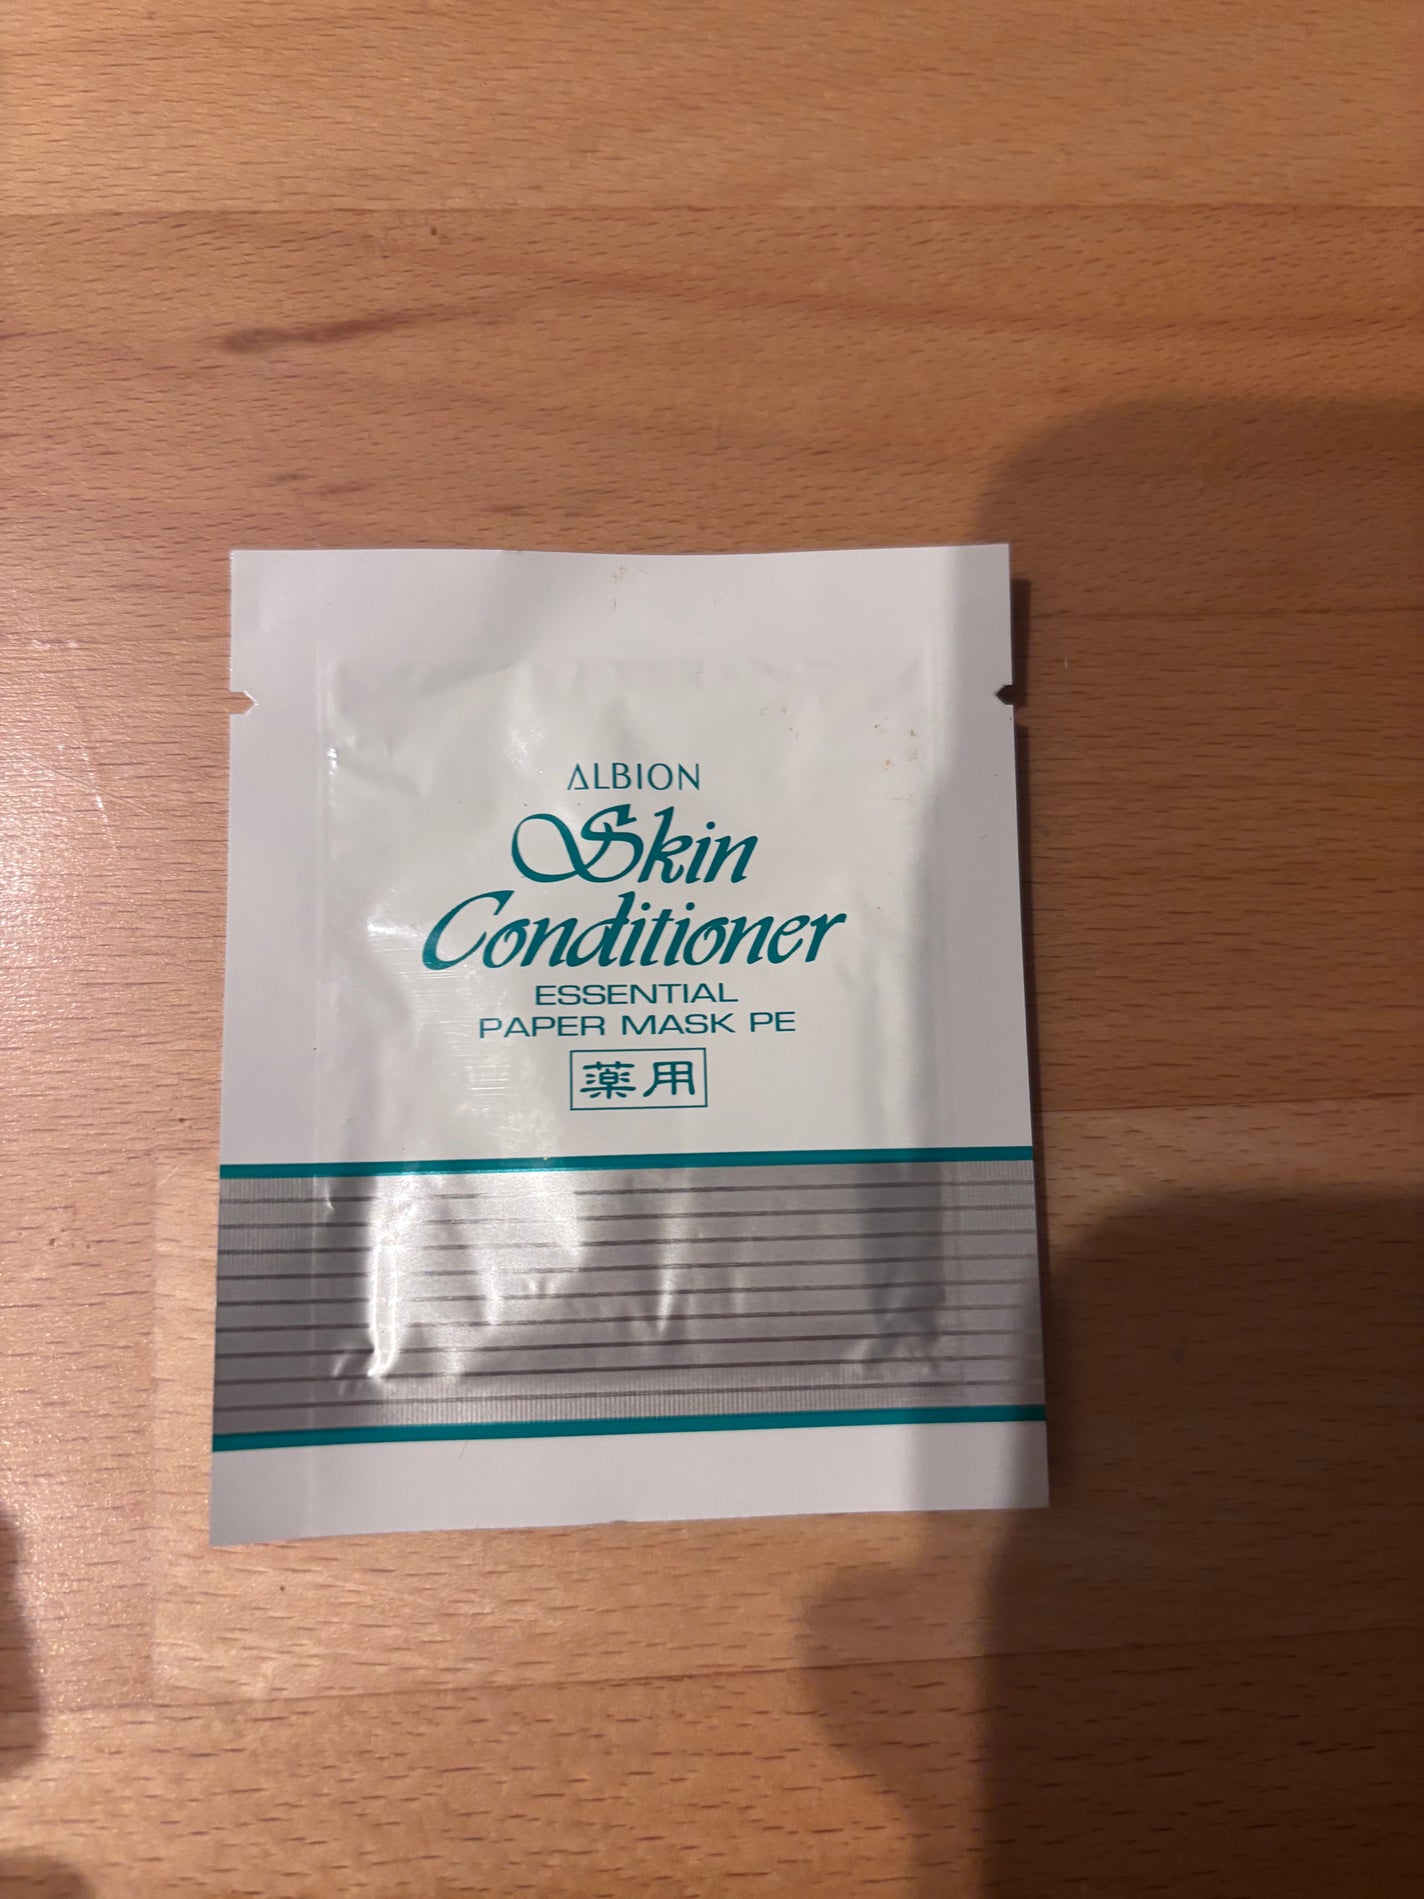 ALBION
Skin
Conditioner
ESSENTIAL
PAPER MASK PE
薬用